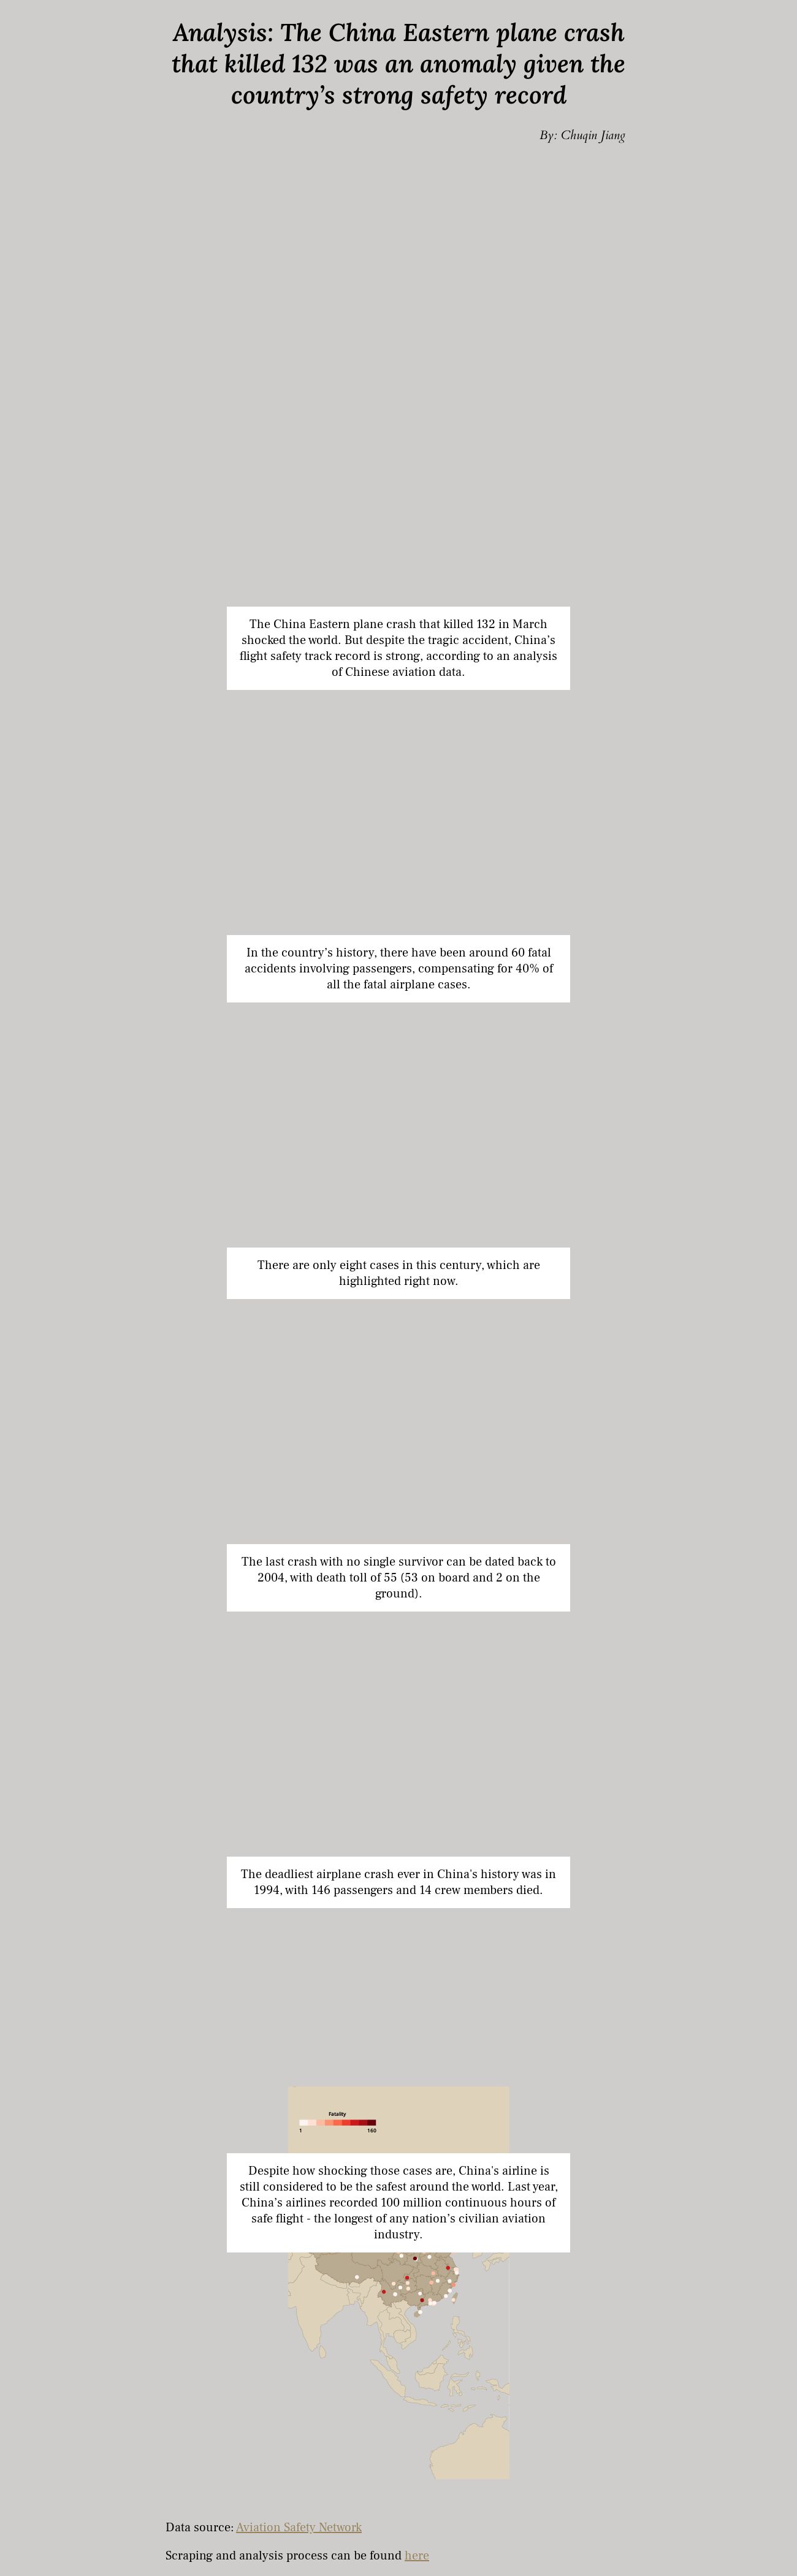 Analysis: The China Eastern plane crash
that killed 132 was an anomaly given the
country’s strong safety record
By: Chuqin Jiang
The China Eastern plane crash that killed 132 in March
shocked the world. But despite the tragic accident, China’s
flight safety track record is strong, according to an analysis
of Chinese aviation data.
In the country’s history, there have been around 60 fatal
accidents involving passengers, compensating for 40% of
all the fatal airplane cases.
There are only eight cases in this century, which are
highlighted right now.
The last crash with no single survivor can be dated back to
2004, with death toll of 55 (53 on board and 2 on the
ground).
The deadliest airplane crash ever in China's history was in
1994, with 146 passengers and 14 crew members died.
Fatality
1 160
Despite how shocking those cases are, China's airline is
still considered to be the safest around the world. Last year,
China’s airlines recorded 100 million continuous hours of
safe flight - the longest of any nation’s civilian aviation
industry.
Data source: Aviation Safety Network
Scraping and analysis process can be found here